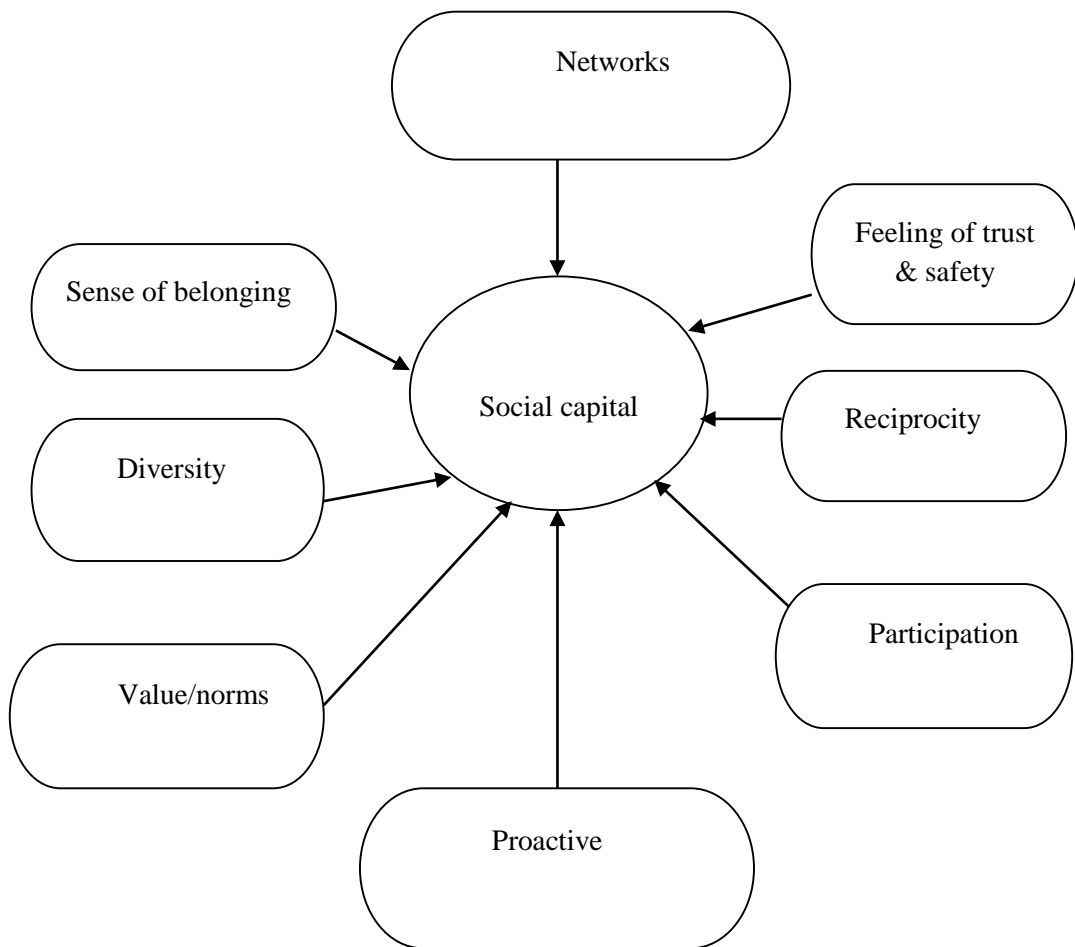 Networks
Feeling of trust
& safety
Sense of belonging
Social capital
Reciprocity
Diversity
Participation
Value/norms
Proactive